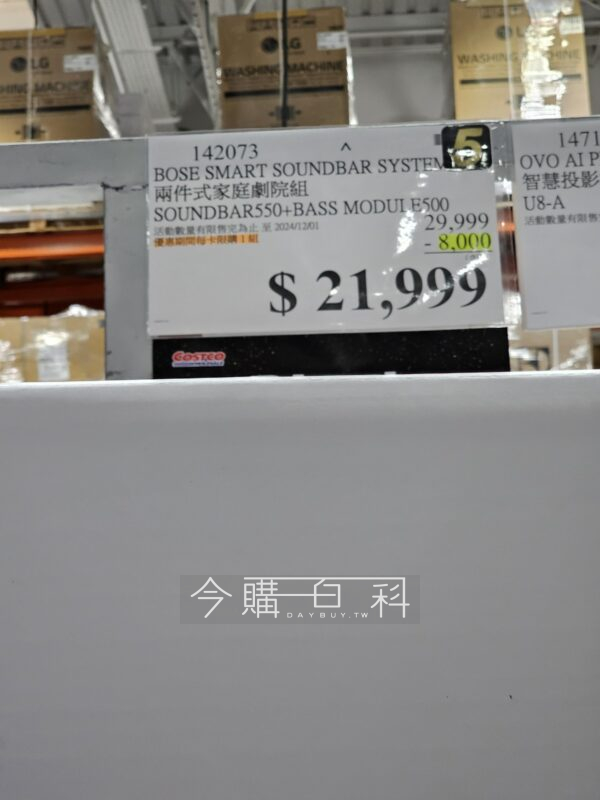 LG
WASHING MACHINE
LG
WASHING MACHINE
LG
WASHING MACHINE
142073
^
5
BOSE SMART SOUNDBAR SYSTEM
兩件式家庭劇院組
SOUNDBAR550+BASS MODULE500
活動數量有限售完為止 至 2024/12/01
優惠期間每卡限購1組
29,999
- 8,000
$ 21,999
1471
OVO AI P
智慧投影
U8-A
活動數量有限售
COSTCO
今購百科
DAYBUY.TW